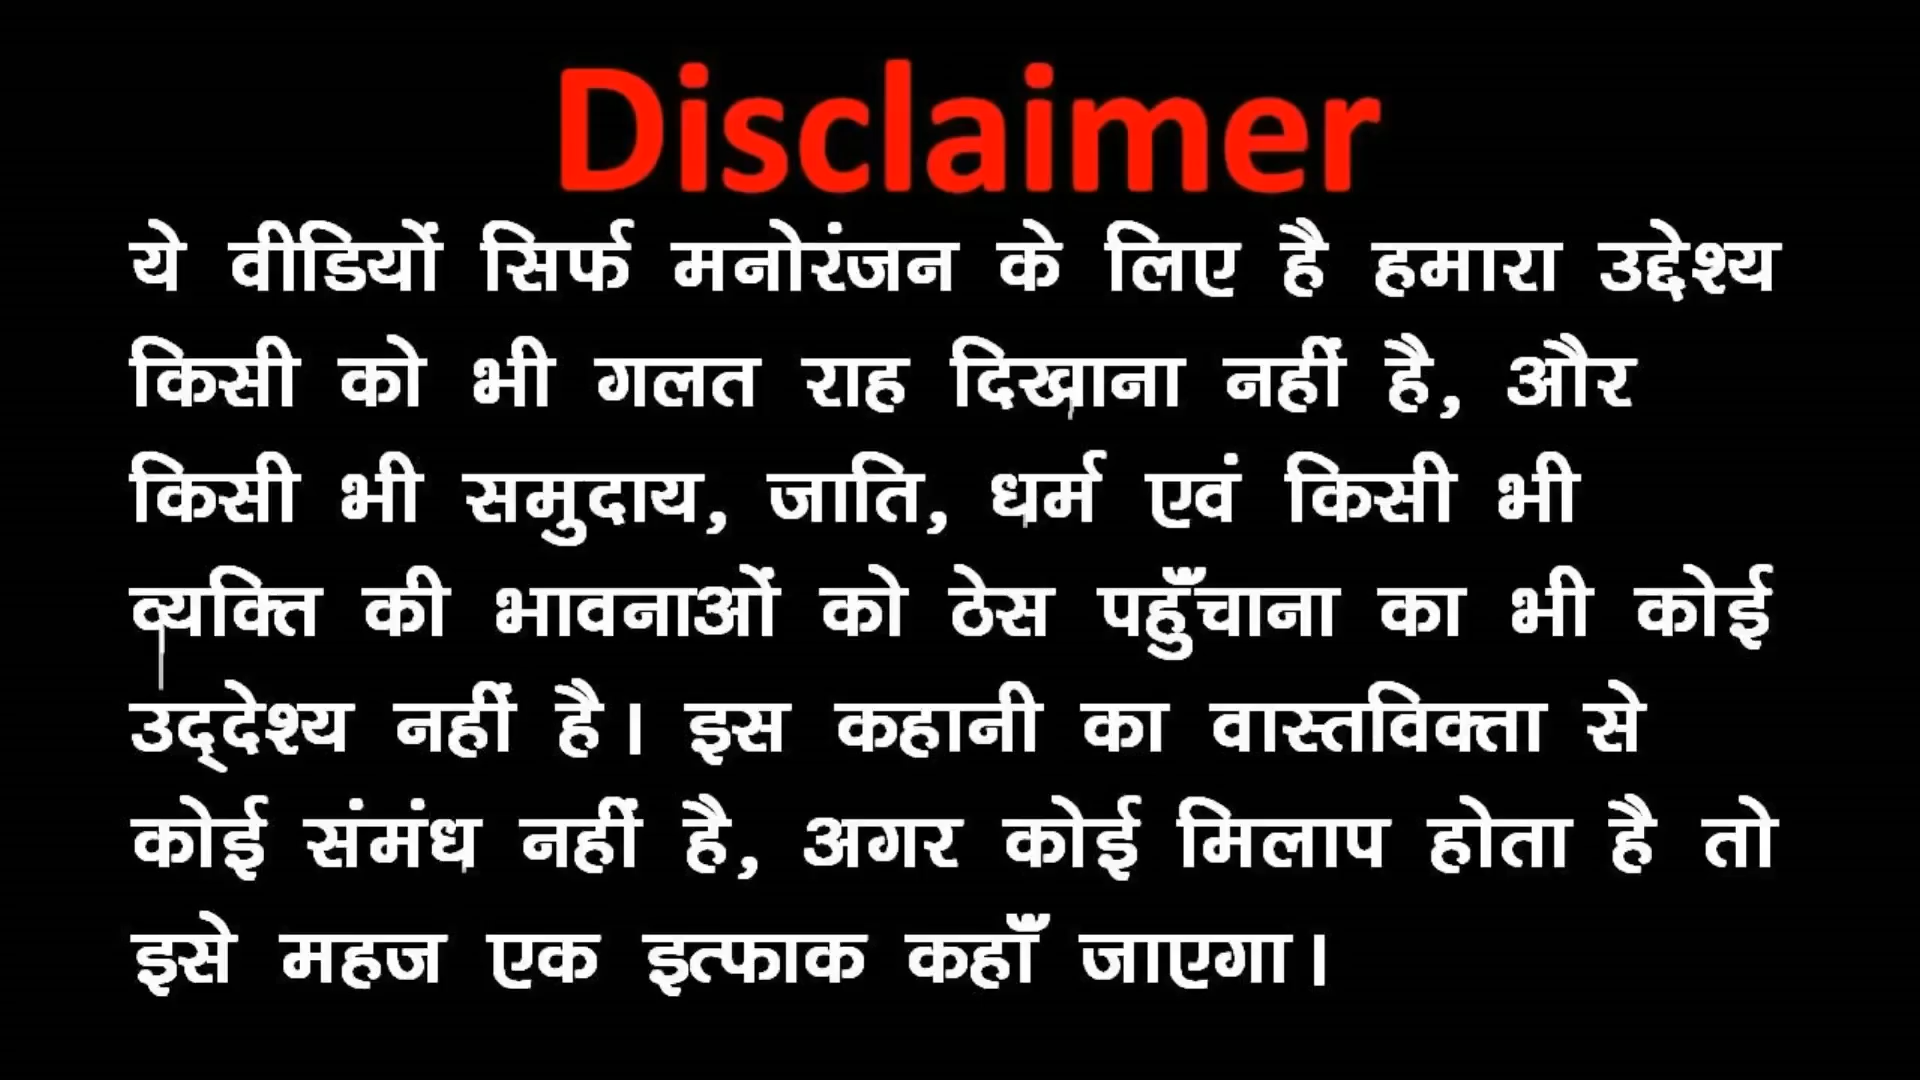 Disclaimer
ये वीडियों सिर्फ मनोरंजन के लिए है हमारा उद्देश्य
किसी को भी गलत राह दिखाना नहीं है, और
किसी भी समुदाय, जाति, धर्म एवं किसी भी
व्यक्ति की भावनाओं को ठेस पहुँचाना का भी कोई
उद्‌देश्य नहीं है। इस कहानी का वास्तविक्ता से
कोई संमंध नहीं है, अगर कोई मिलाप होता है तो
इसे महज एक इत्फाक कहाँ जाएगा।